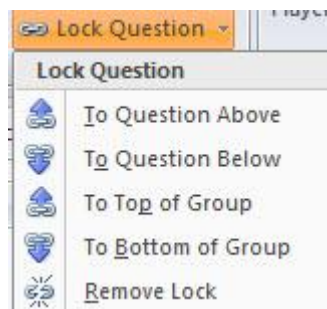 Lock Question
Player
Lock Question
To Question Above
To Question Below
To Top of Group
To Bottom of Group
Remove Lock